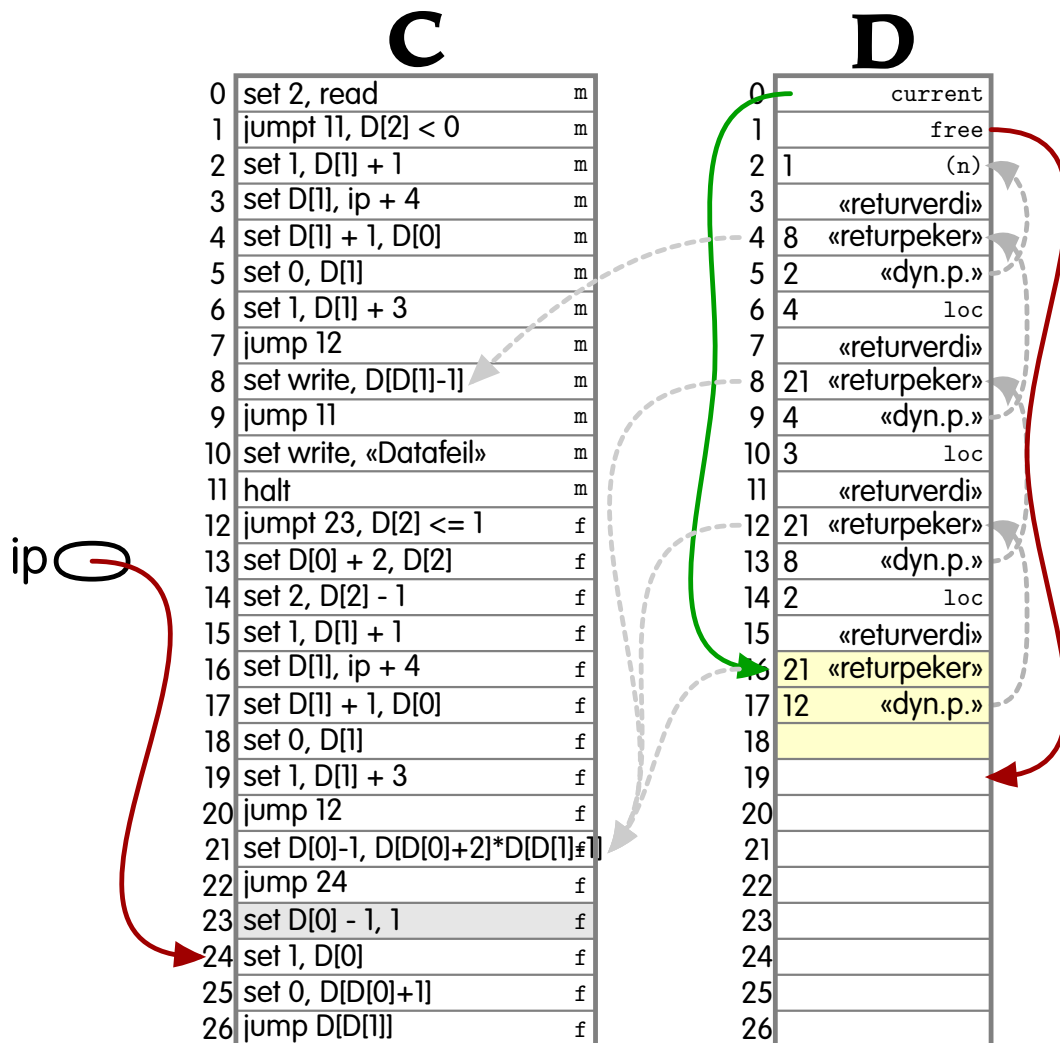 C D
0 set 2, read m 0 current
1 jumpt 11, D[2] < 0 m 1 free
2 set 1, D[1] + 1 m 2 1 (n)
3 set D[1], ip + 4 m 3 «returverdi»
4 set D[1] + 1, D[0] m 4 8 «returpeker»
5 set 0, D[1] m 5 2 «dyn.p.»
6 set 1, D[1] + 3 m 6 4 loc
7 jump 12 m 7 «returverdi»
8 set write, D[D[1]-1] m 8 21 «returpeker»
9 jump 11 m 9 4 «dyn.p.»
10 set write, «Datafeil» m 10 3 loc
11 halt m 11 «returverdi»
12 jumpt 23, D[2] <= 1 f 12 21 «returpeker»
ip 13 set D[0] + 2, D[2] f 13 8 «dyn.p.»
14 set 2, D[2] - 1 f 14 2 loc
15 set 1, D[1] + 1 f 15 «returverdi»
16 set D[1], ip + 4 f 16 21 «returpeker»
17 set D[1] + 1, D[0] f 17 12 «dyn.p.»
18 set 0, D[1] f 18
19 set 1, D[1] + 3 f 19
20 jump 12 f 20
21 set D[0]-1, D[D[0]+2]*D[D[1]+1] f 21
22 jump 24 f 22
23 set D[0] - 1, 1 f 23
24 set 1, D[0] f 24
25 set 0, D[D[0]+1] f 25
26 jump D[D[1]] f 26